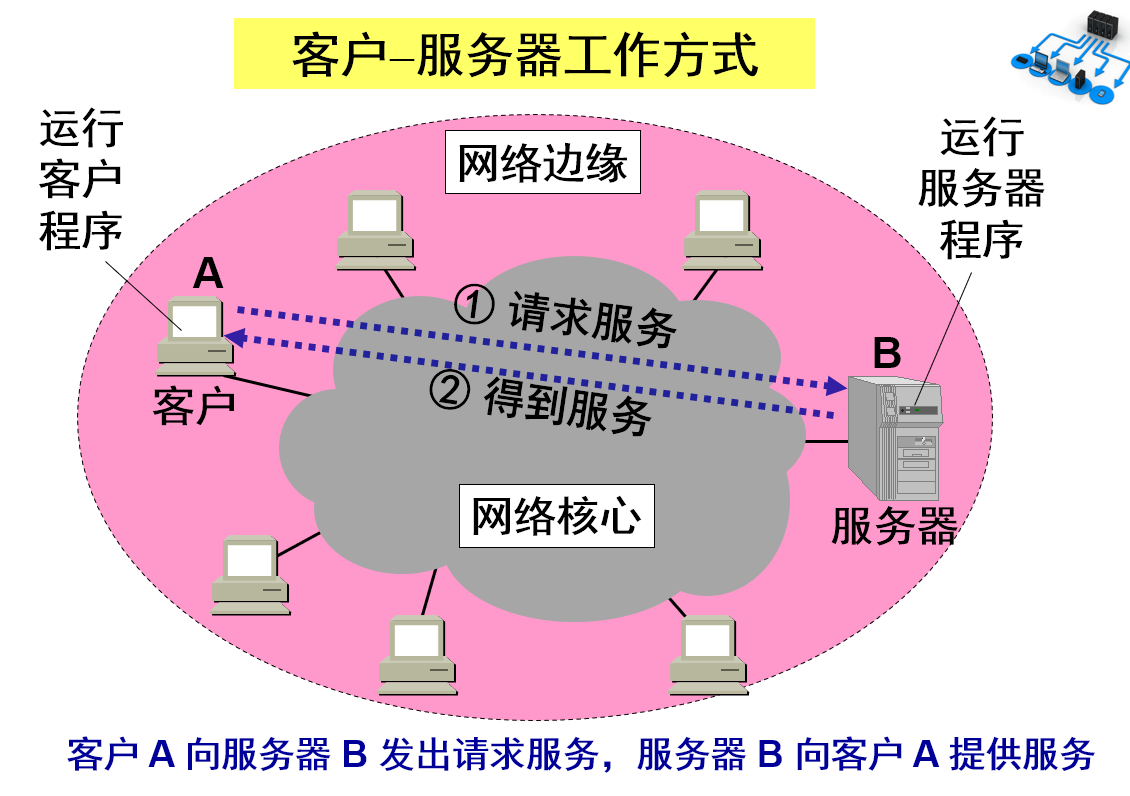 客户–服务器工作方式
运行
客户
程序
网络边缘
运行
服务器
程序
A
① 请求服务
B
② 得到服务
客户
网络核心
服务器
客户 A 向服务器 B 发出请求服务，服务器 B 向客户 A 提供服务